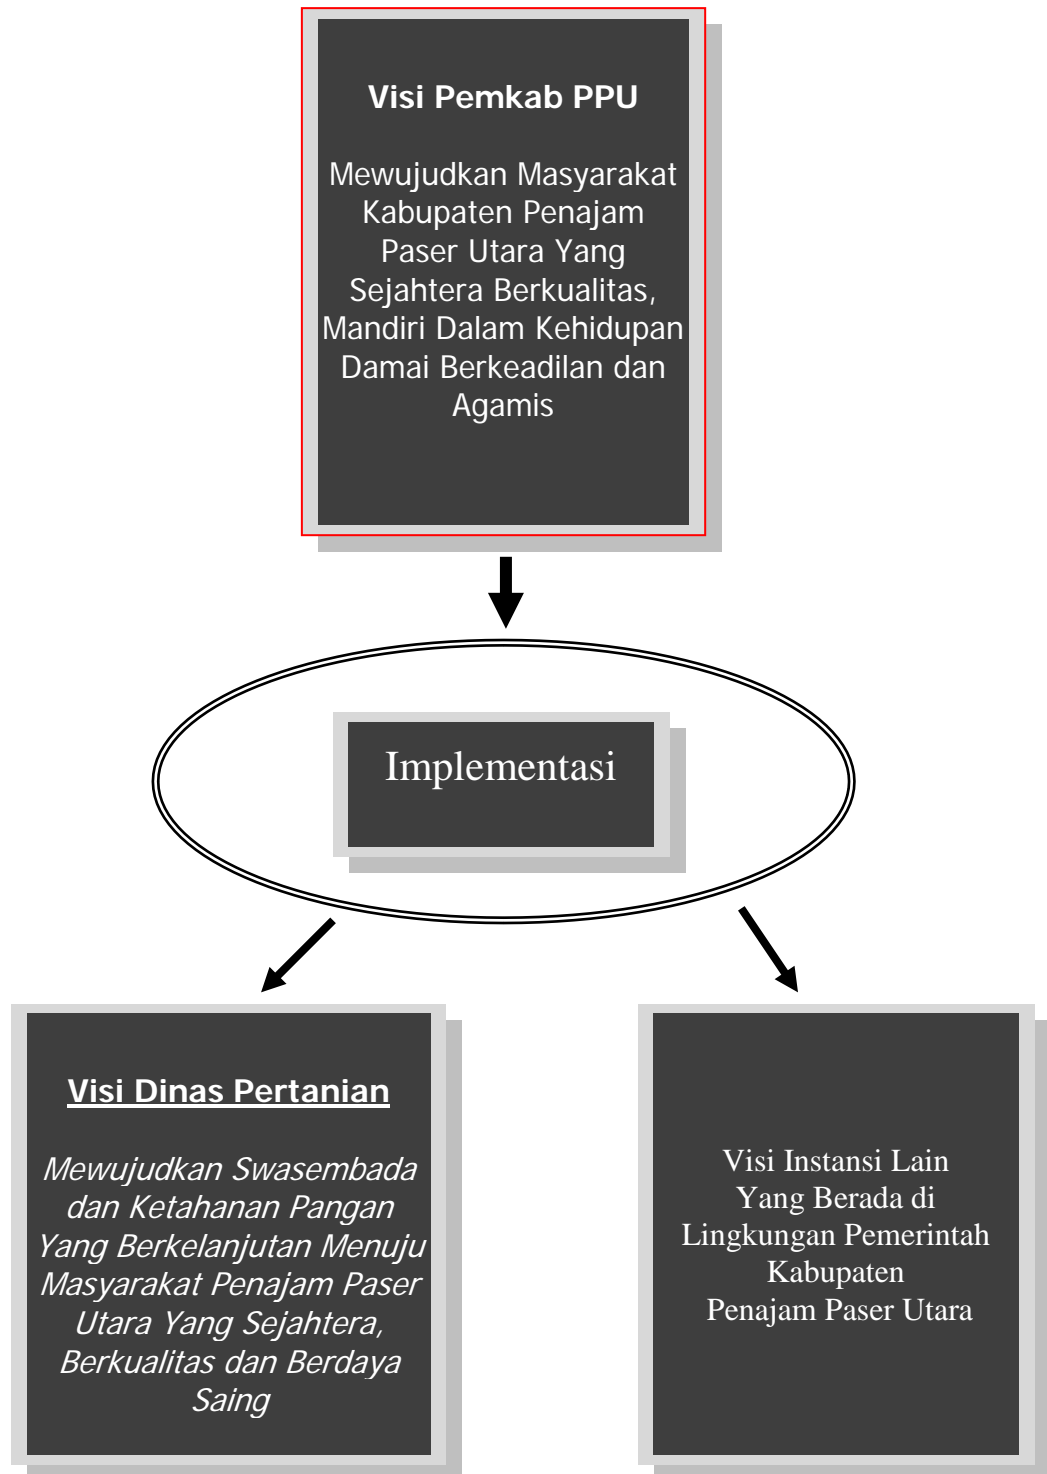 Visi Pemkab PPU
Mewujudkan Masyarakat
Kabupaten Penajam
Paser Utara Yang
Sejahtera Berkualitas,
Mandiri Dalam Kehidupan
Damai Berkeadilan dan
Agamis
Implementasi
Visi Dinas Pertanian
Mewujudkan Swasembada
dan Ketahanan Pangan
Yang Berkelanjutan Menuju
Masyarakat Penajam Paser
Utara Yang Sejahtera,
Berkualitas dan Berdaya
Saing
Visi Instansi Lain
Yang Berada di
Lingkungan Pemerintah
Kabupaten
Penajam Paser Utara